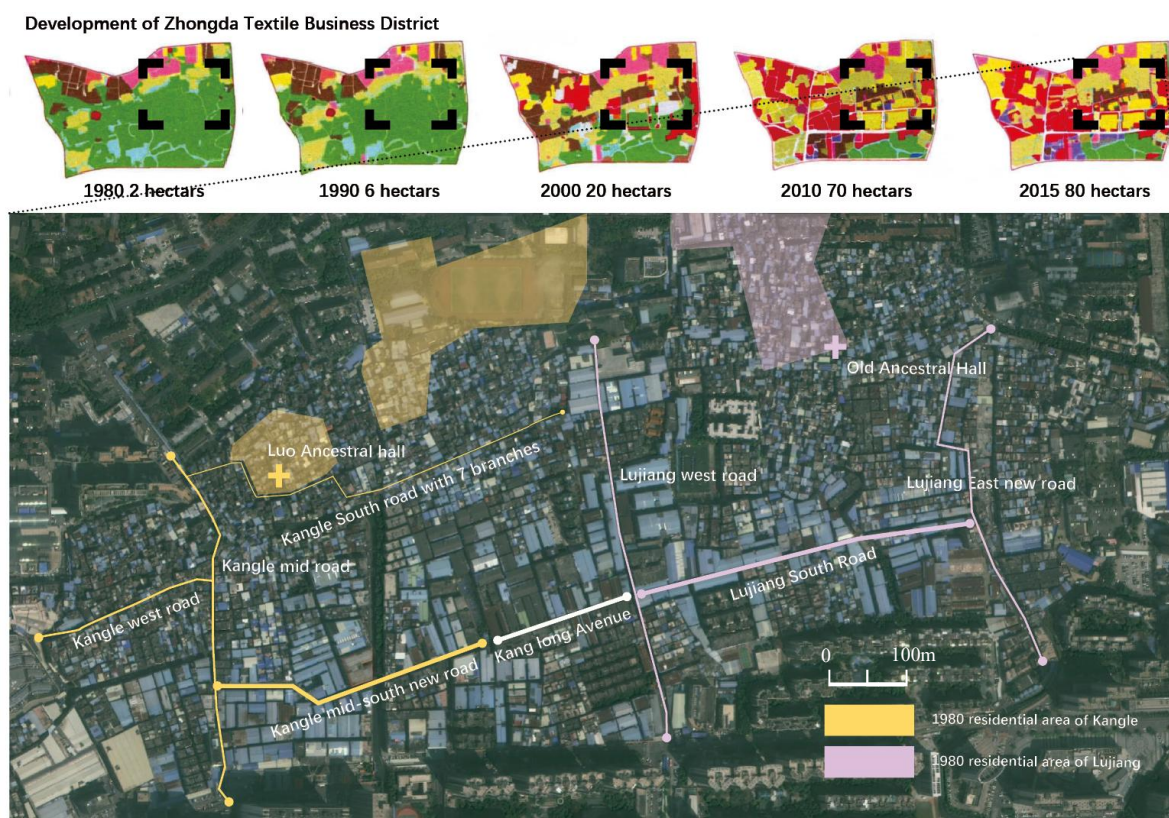 Development of Zhongda Textile Business District
1980 2 hectars
1990 6 hectars
2000 20 hectars
2010 70 hectars
2015 80 hectars
Old Ancestral Hall
Luo Ancestral hall
Kangle South road with 7 branches
Lujiang west road
Lujiang East new road
Kangle mid road
Lujiang South Road
Kangle west road
Kang long Avenue
Kangle mid-south new road
0 100m
1980 residential area of Kangle
1980 residential area of Lujiang